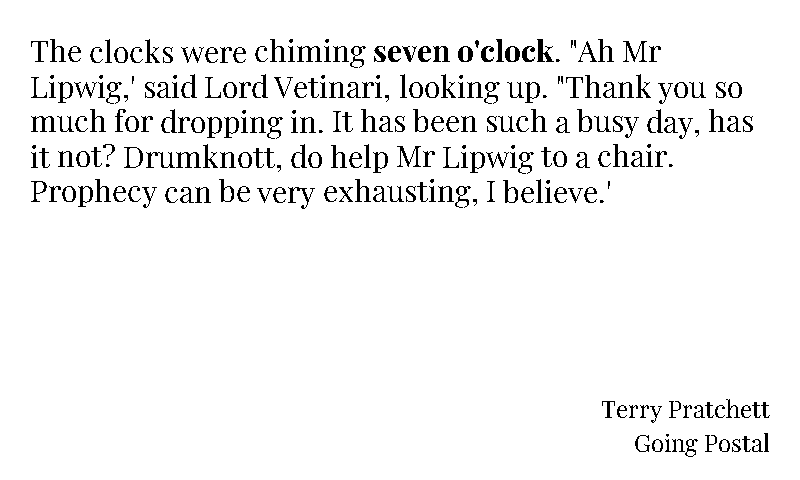 The clocks were chiming seven o'clock. "Ah Mr
Lipwig,' said Lord Vetinari, looking up. "Thank you so
much for dropping in. It has been such a busy day, has
it not? Drumknott, do help Mr Lipwig to a chair.
Prophecy can be very exhausting, I believe.'
Terry Pratchett
Going Postal